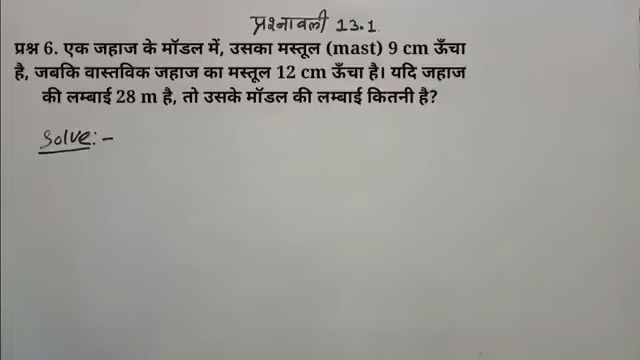 प्रश्नावली 13.1
प्रश्न 6. एक जहाज के मॉडल में, उसका मस्तूल (mast) 9 cm ऊँचा
है, जबकि वास्तविक जहाज का मस्तूल 12 cm ऊँचा है। यदि जहाज
की लम्बाई 28 m है, तो उसके मॉडल की लम्बाई कितनी है?
Solve:-